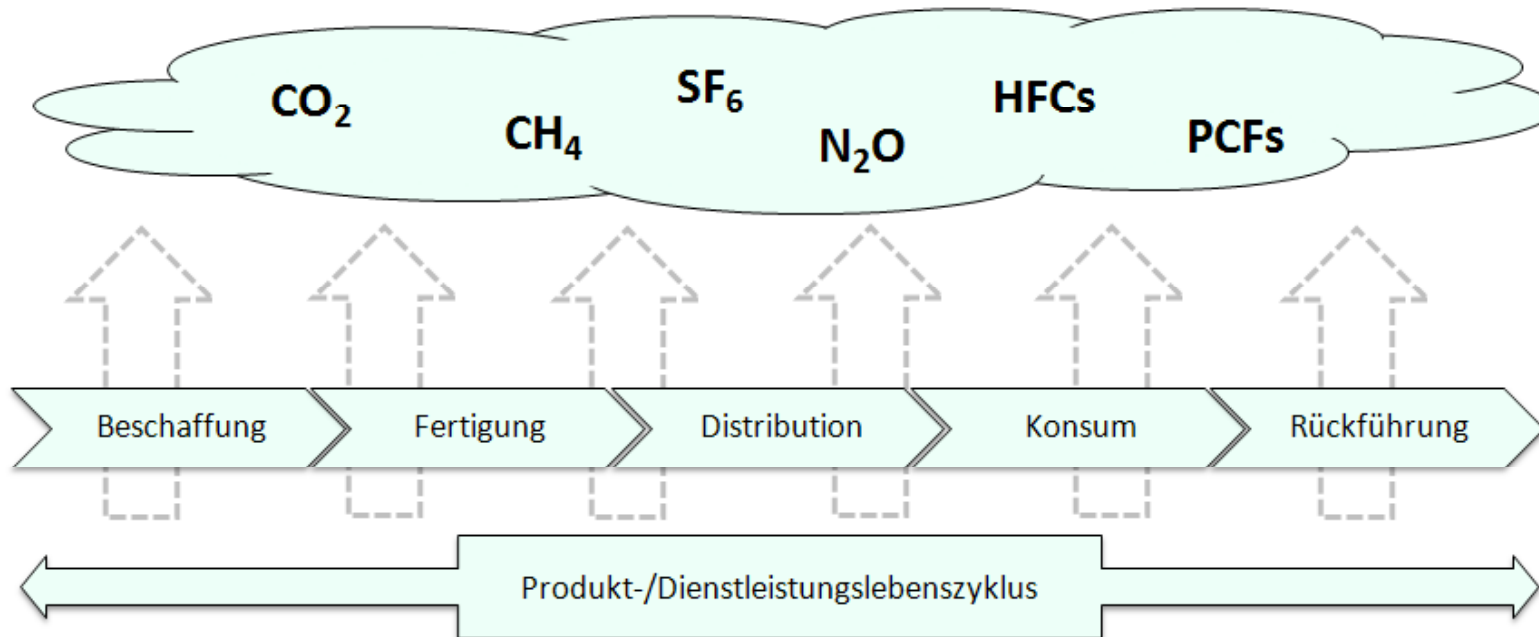 CO₂
CH₄
SF₆
N₂O
HFCs
PCFs
Beschaffung
Fertigung
Distribution
Konsum
Rückführung
Produkt-/Dienstleistungslebenszyklus